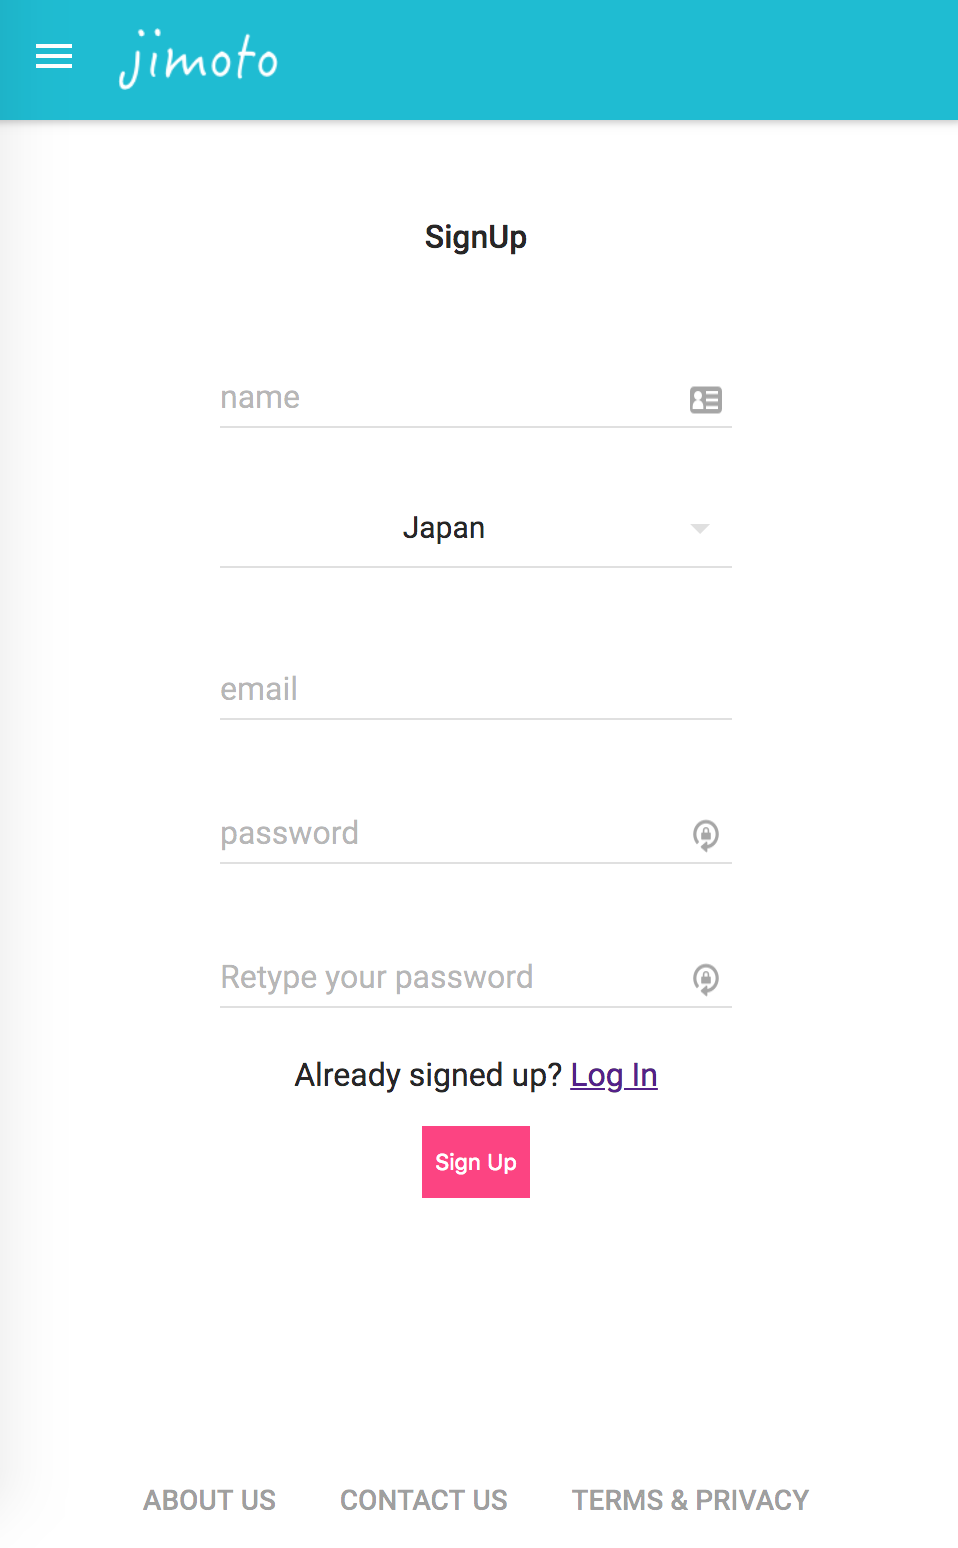 jimoto
SignUp
name
Japan
email
password
Retype your password
Already signed up? Log In
Sign Up
ABOUT US CONTACT US TERMS & PRIVACY